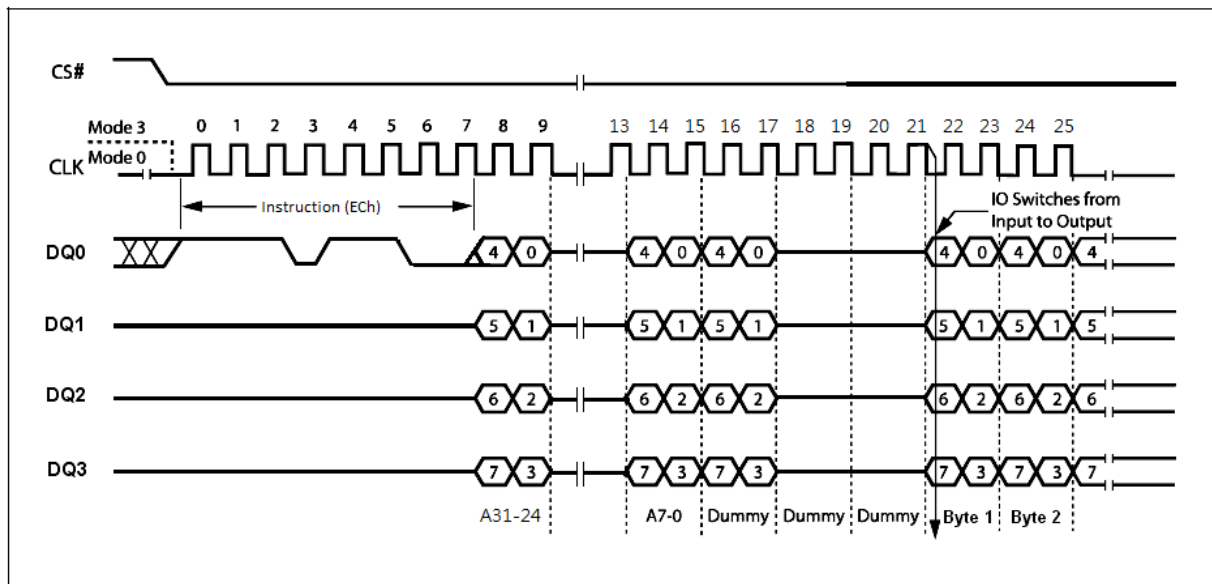 CS#
Mode 3
0 1 2 3 4 5 6 7 8 9 13 14 15 16 17 18 19 20 21 22 23 24 25
CLK Mode 0
Instruction (ECh)
IO Switches from
Input to Output
DQ0 4 0 4 0 4 0 4 0 4 0 4
DQ1 5 1 5 1 5 1 5 1 5 1 5
DQ2 6 2 6 2 6 2 6 2 6 2 6
DQ3 7 3 7 3 7 3 7 3 7 3 7
A31-24 A7-0 Dummy Dummy Dummy Byte 1 Byte 2